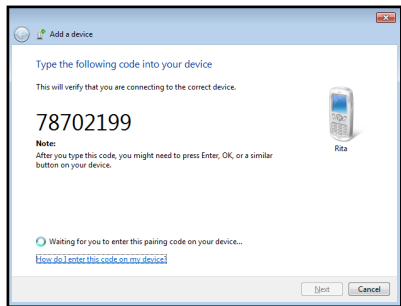 Add a device
Type the following code into your device
This will verify that you are connecting to the correct device.
78702199
Note:
After you type this code, you might need to press Enter, OK, or a similar
button on your device.
Rita
Waiting for you to enter this pairing code on your device...
How do I enter this code on my device?
Next Cancel